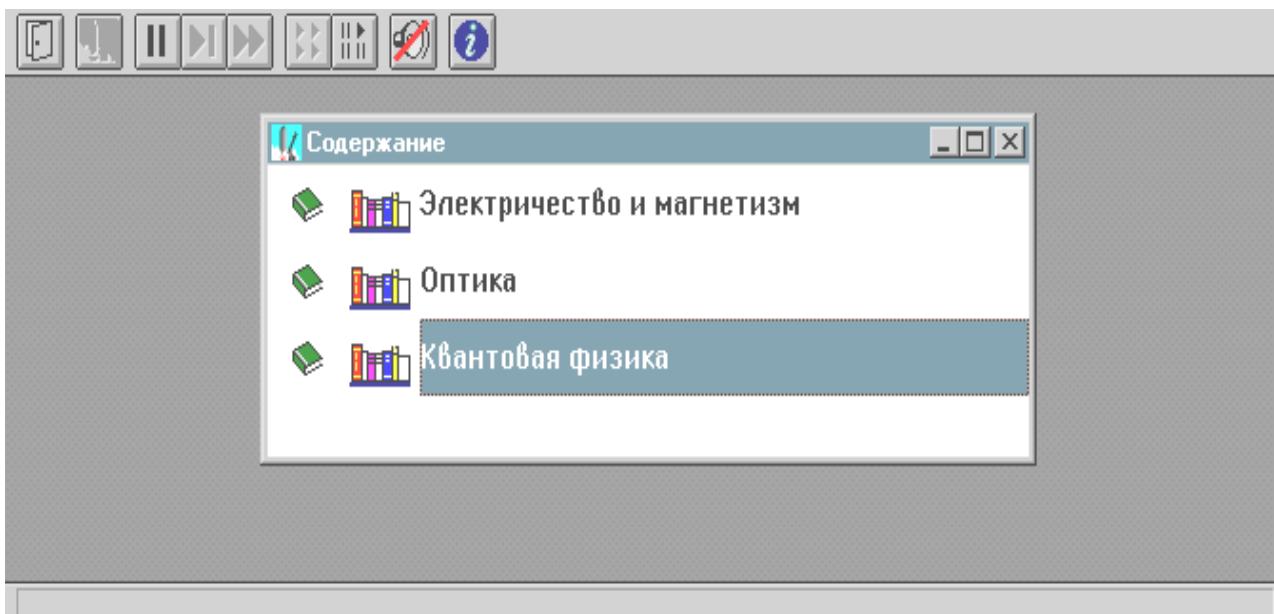 Содержание
Электричество и магнетизм
Оптика
Квантовая физика